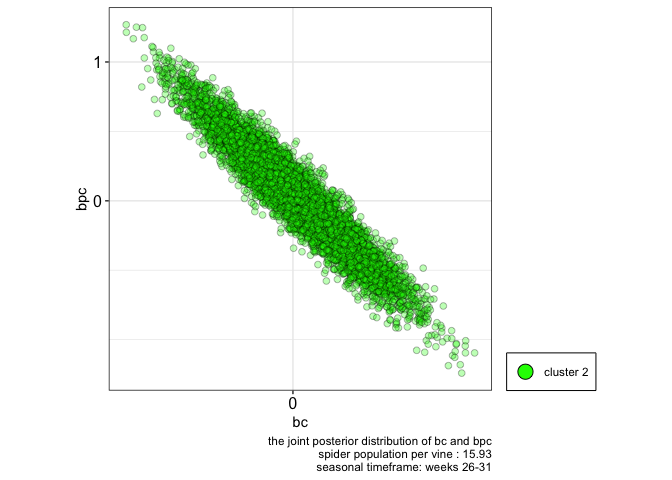 1
0
bpc
0
bc
cluster 2
the joint posterior distribution of bc and bpc
spider population per vine : 15.93
seasonal timeframe: weeks 26-31